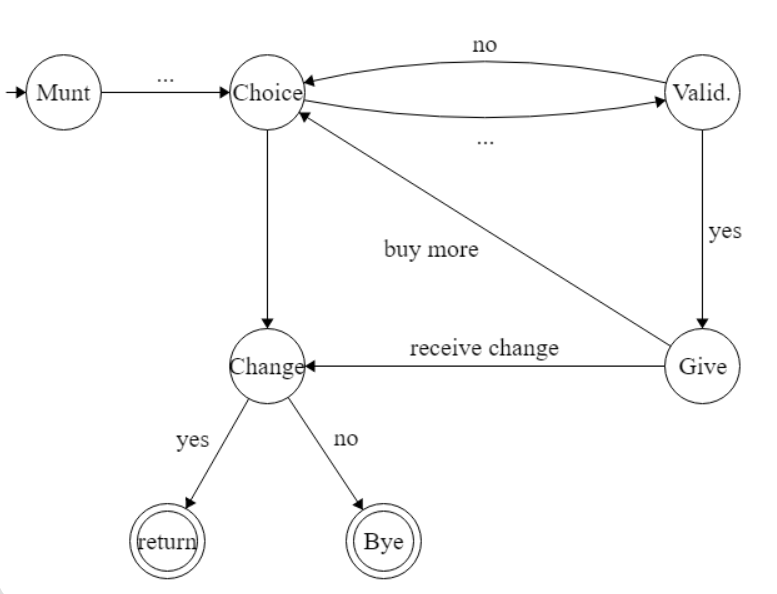 no
...
Munt
Choice
Valid.
...
yes
buy more
receive change
Change
Give
yes
no
return
Bye